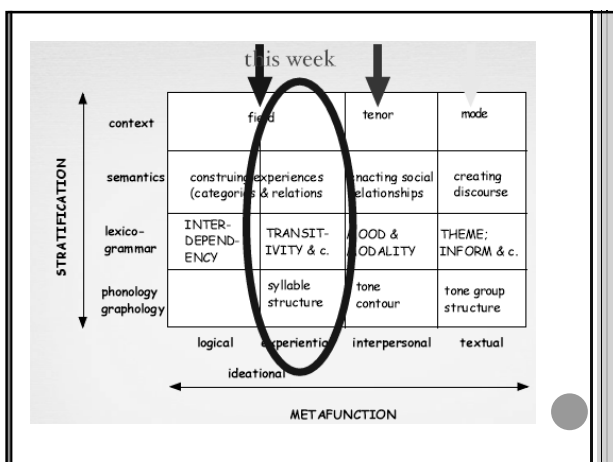 this week
context
field
tenor
mode
semantics
construing experiences
(categories & relations
enacting social
relationships
creating
discourse
STRATIFICATION
lexico-
grammar
INTER-
DEPEND-
ENCY
TRANSIT-
IVITY & c.
MOOD &
MODALITY
THEME;
INFORM & c.
phonology
graphology
syllable
structure
tone
contour
tone group
structure
logical
experiential
interpersonal
textual
ideational
METAFUNCTION